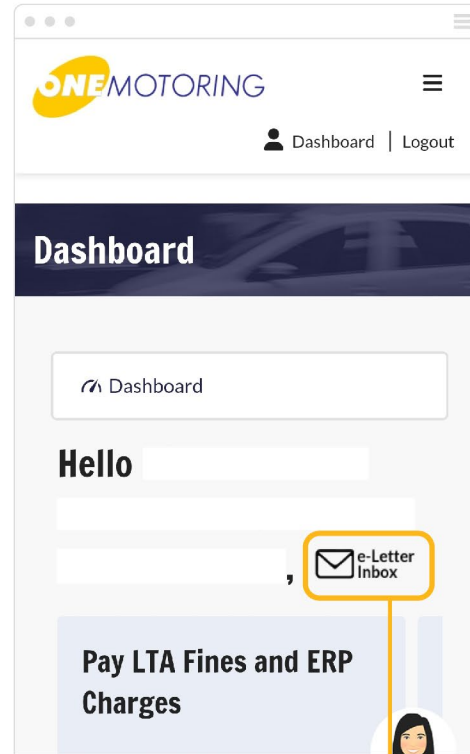 ONEMOTORING
Dashboard | Logout
Dashboard
Dashboard
Hello
, e-Letter
Inbox
Pay LTA Fines and ERP
Charges